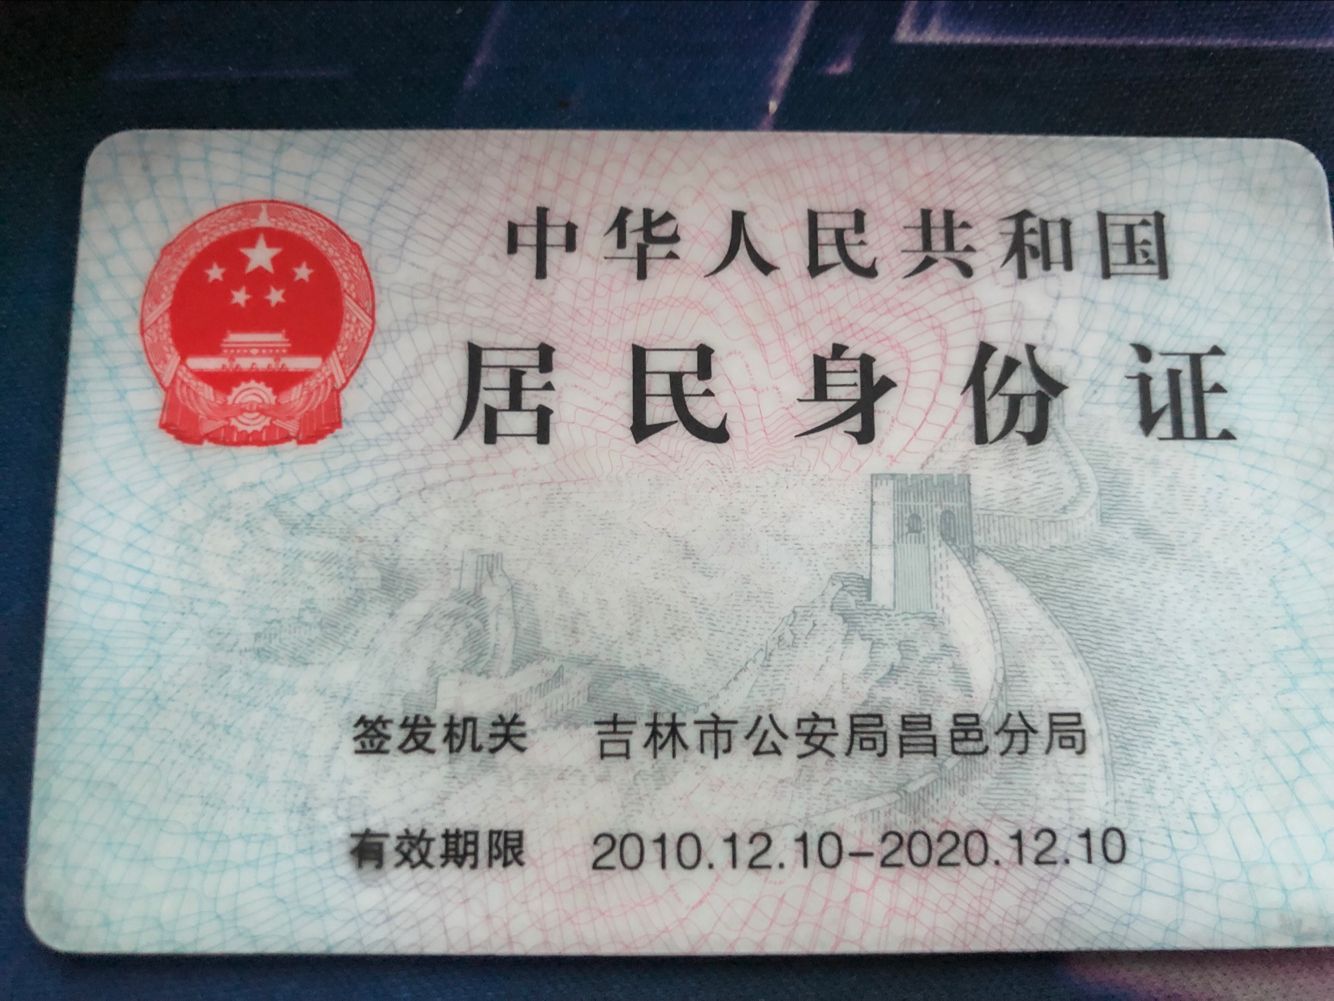 中华人民共和国
居民身份证
签发机关 吉林市公安局昌邑分局
有效期限 2010.12.10-2020.12.10